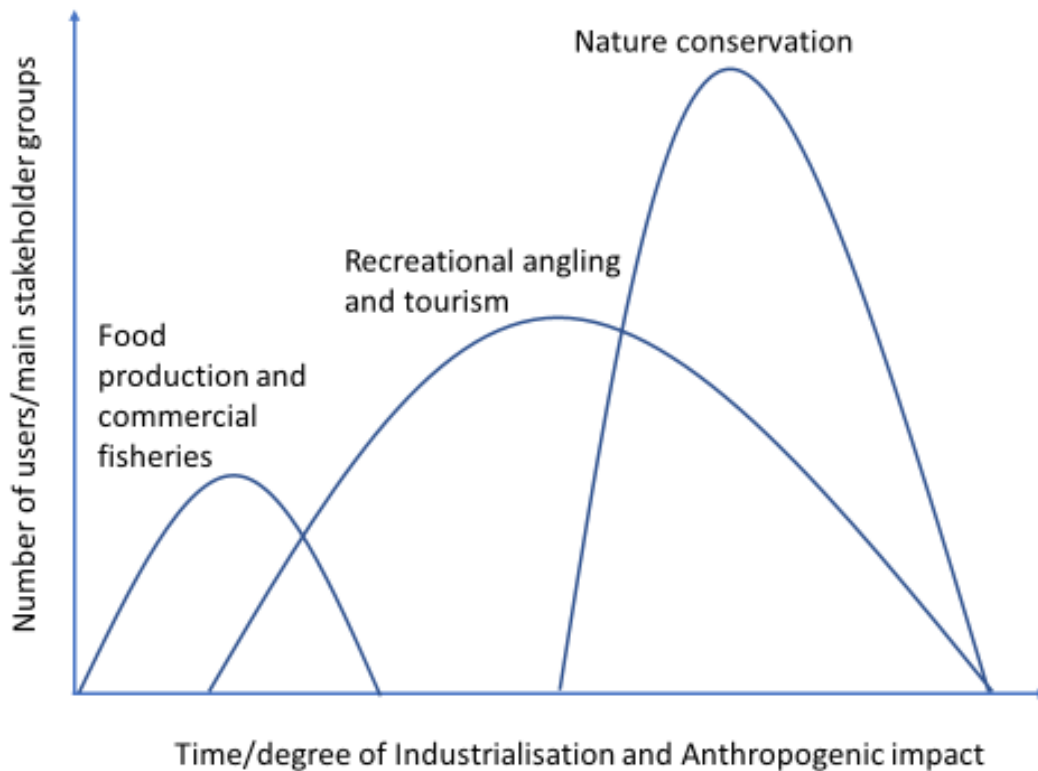 Nature conservation
Recreational angling
and tourism
Food
production and
commercial
fisheries
Number of users/main stakeholder groups
Time/degree of Industrialisation and Anthropogenic impact